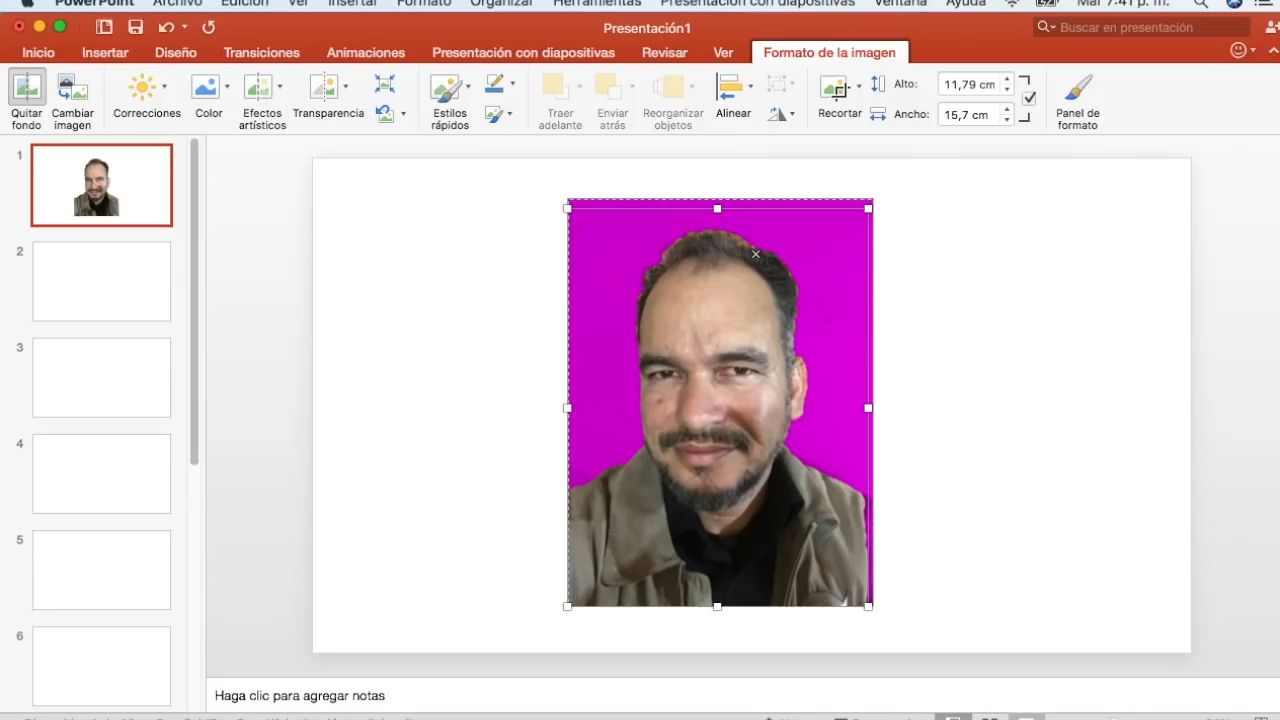 PowerPoint Archivo Edición Ver Insertar Formato Organizar Herramientas Presentación con diapositivas Ventana Ayuda Mar 7:41 p. m.
Presentación1
Buscar en presentación
Inicio Insertar Diseño Transiciones Animaciones Presentación con diapositivas Revisar Ver Formato de la imagen
Quitar fondo
Cambiar imagen
Correcciones
Color
Efectos artísticos
Transparencia
Estilos rápidos
Traer adelante
Enviar atrás
Reorganizar objetos
Alinear
Recortar
Alto: 11,79 cm
Ancho: 15,7 cm
Panel de formato
1
2
3
4
5
6
Haga clic para agregar notas